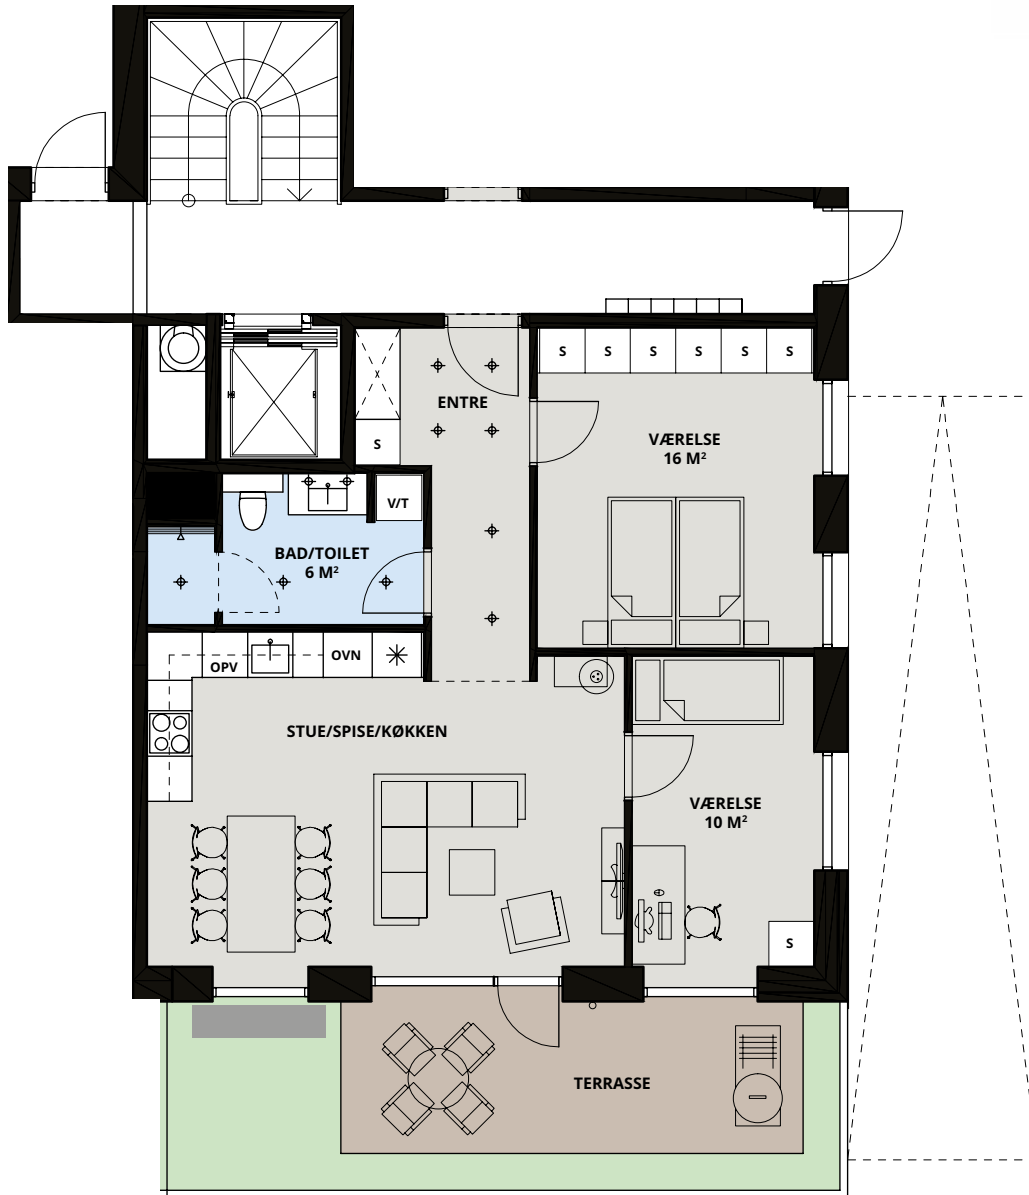 S S S S S S
ENTRE
VÆRELSE
16 M²
S
V/T
BAD/TOILET
6 M²
OPV
OVN
STUE/SPISE/KØKKEN
VÆRELSE
10 M²
S
TERRASSE